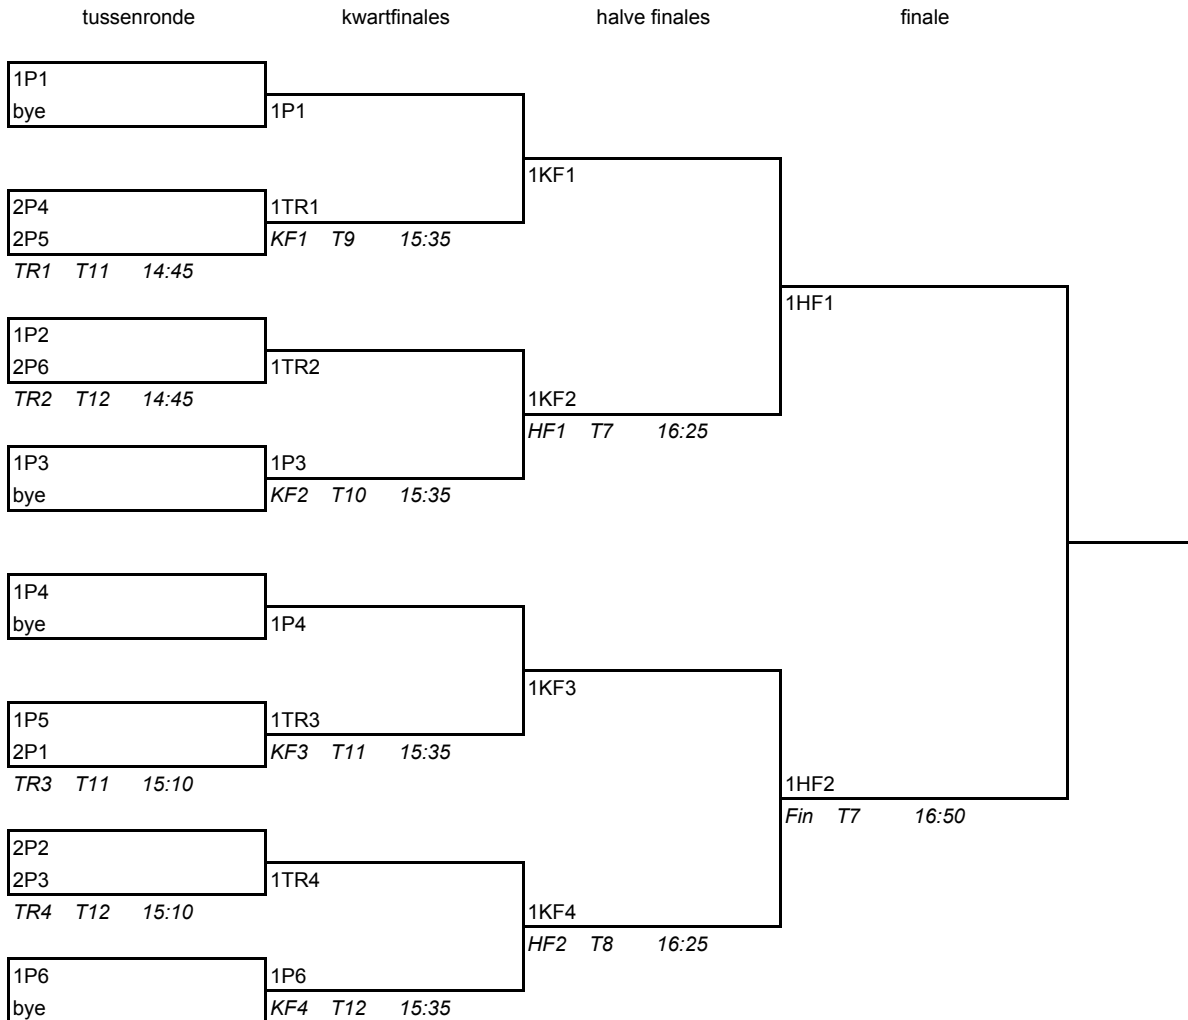 tussenronde kwartfinales halve finales finale
1P1
bye 1P1
1KF1
2P4 1TR1
2P5 KF1 T9 15:35
TR1 T11 14:45
1HF1
1P2
2P6 1TR2
TR2 T12 14:45 1KF2
HF1 T7 16:25
1P3 1P3
bye KF2 T10 15:35
1P4
bye 1P4
1KF3
1P5 1TR3
2P1 KF3 T11 15:35
TR3 T11 15:10 1HF2
Fin T7 16:50
2P2
2P3 1TR4
TR4 T12 15:10 1KF4
HF2 T8 16:25
1P6 1P6
bye KF4 T12 15:35